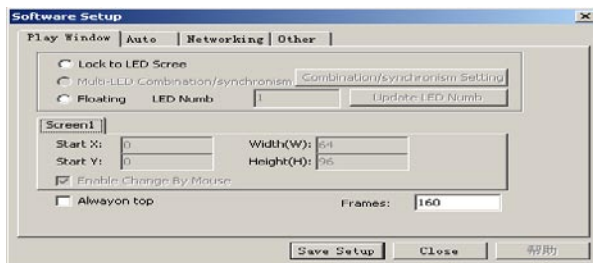 Software Setup
Play Window Auto Networking Other
Lock to LED Scree
Multi-LED Combination/synchronism Combination/synchronism Setting
Floating LED Numb 1 Update LED Numb
Screen1
Start X: 0 Width(W): 64
Start Y: 0 Height(H): 96
Enable Change By Mouse
Alwayon top Frames: 160
Save Setup Close 帮助